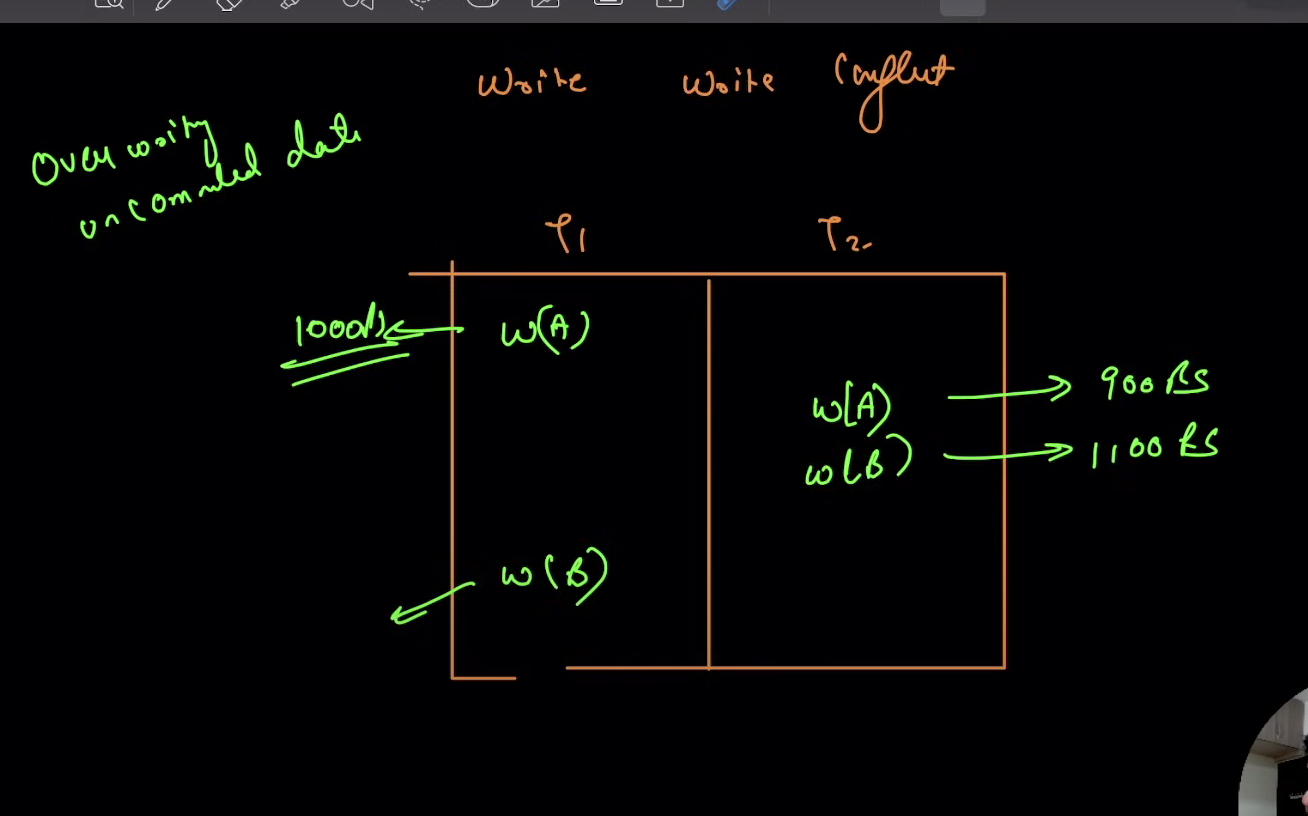 Write Write Conflict
Over writing
uncommited data
T1 T2
1000Rs W(A)
W(A) 900 RS
W(B) 1100 RS
W(B)